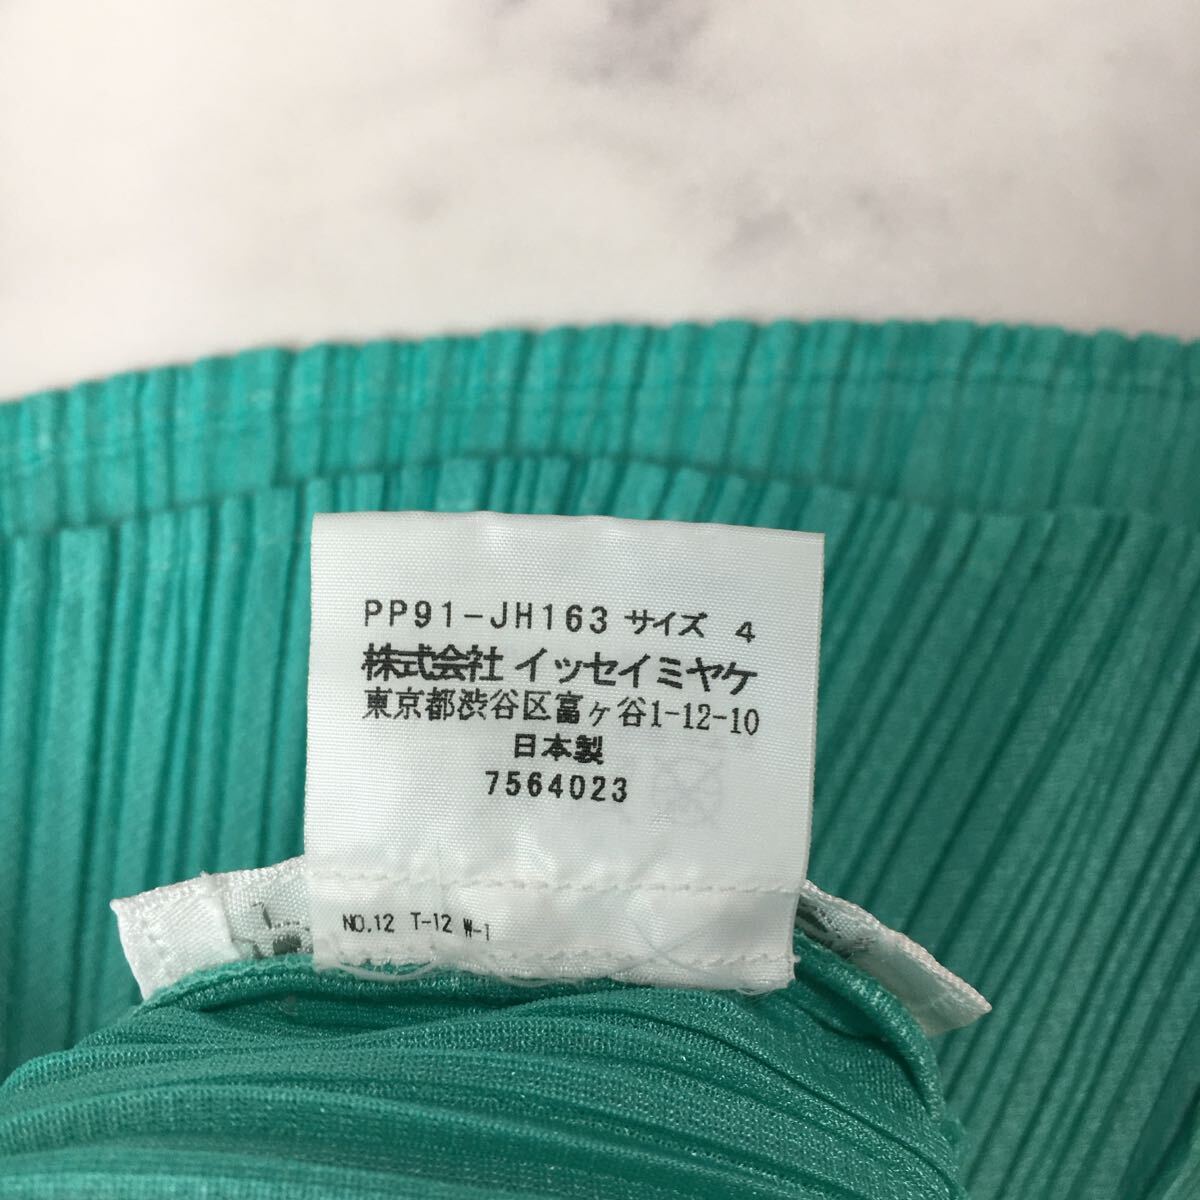 PP91-JH163 サイズ 4
株式会社 イッセイミヤケ
東京都渋谷区富ヶ谷1-12-10
日本製
7564023
NO.12 T-12 W-1